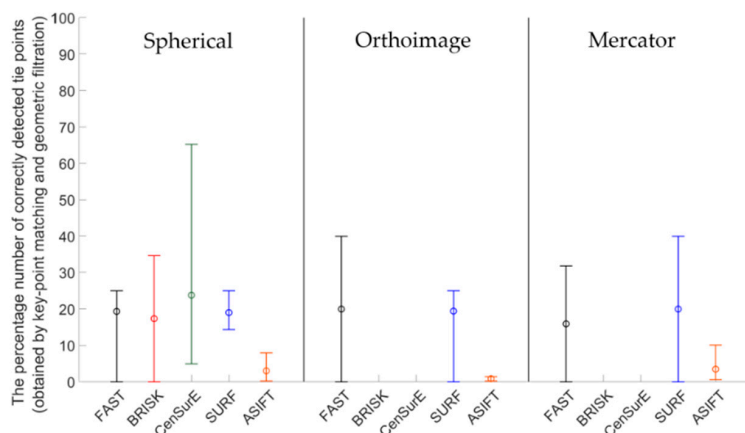 The percentage number of correctly detected tie points
(obtained by key-point matching and geometric filtration)
100
90
80
70
60
50
40
30
20
10
0
Spherical Orthoimage Mercator
FAST BRISK CenSurE SURF ASIFT FAST BRISK CenSurE SURF ASIFT FAST BRISK CenSurE SURF ASIFT